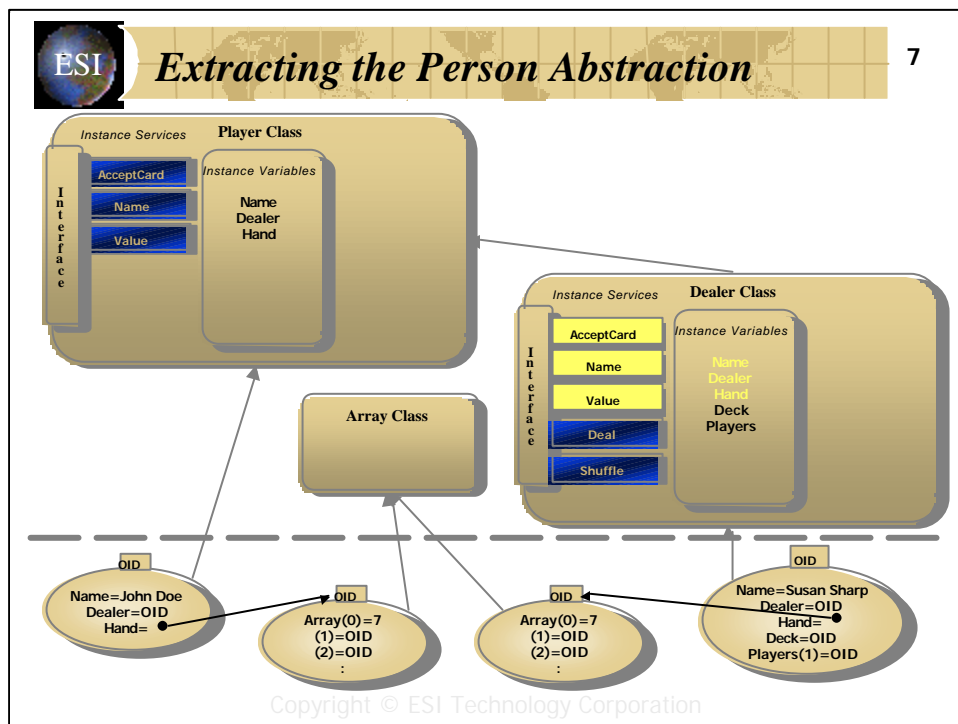 ESI
Extracting the Person Abstraction
7
Instance Services
Player Class
Interface
AcceptCard
Name
Value
Instance Variables
Name
Dealer
Hand
Instance Services
Dealer Class
Interface
AcceptCard
Name
Value
Deal
Shuffle
Instance Variables
Name
Dealer
Hand
Deck
Players
Array Class
OID
Name=John Doe
Dealer=OID
Hand=
OID
Array(0)=7
(1)=OID
(2)=OID
:
OID
Array(0)=7
(1)=OID
(2)=OID
:
OID
Name=Susan Sharp
Dealer=OID
Hand=
Deck=OID
Players(1)=OID
Copyright © ESI Technology Corporation